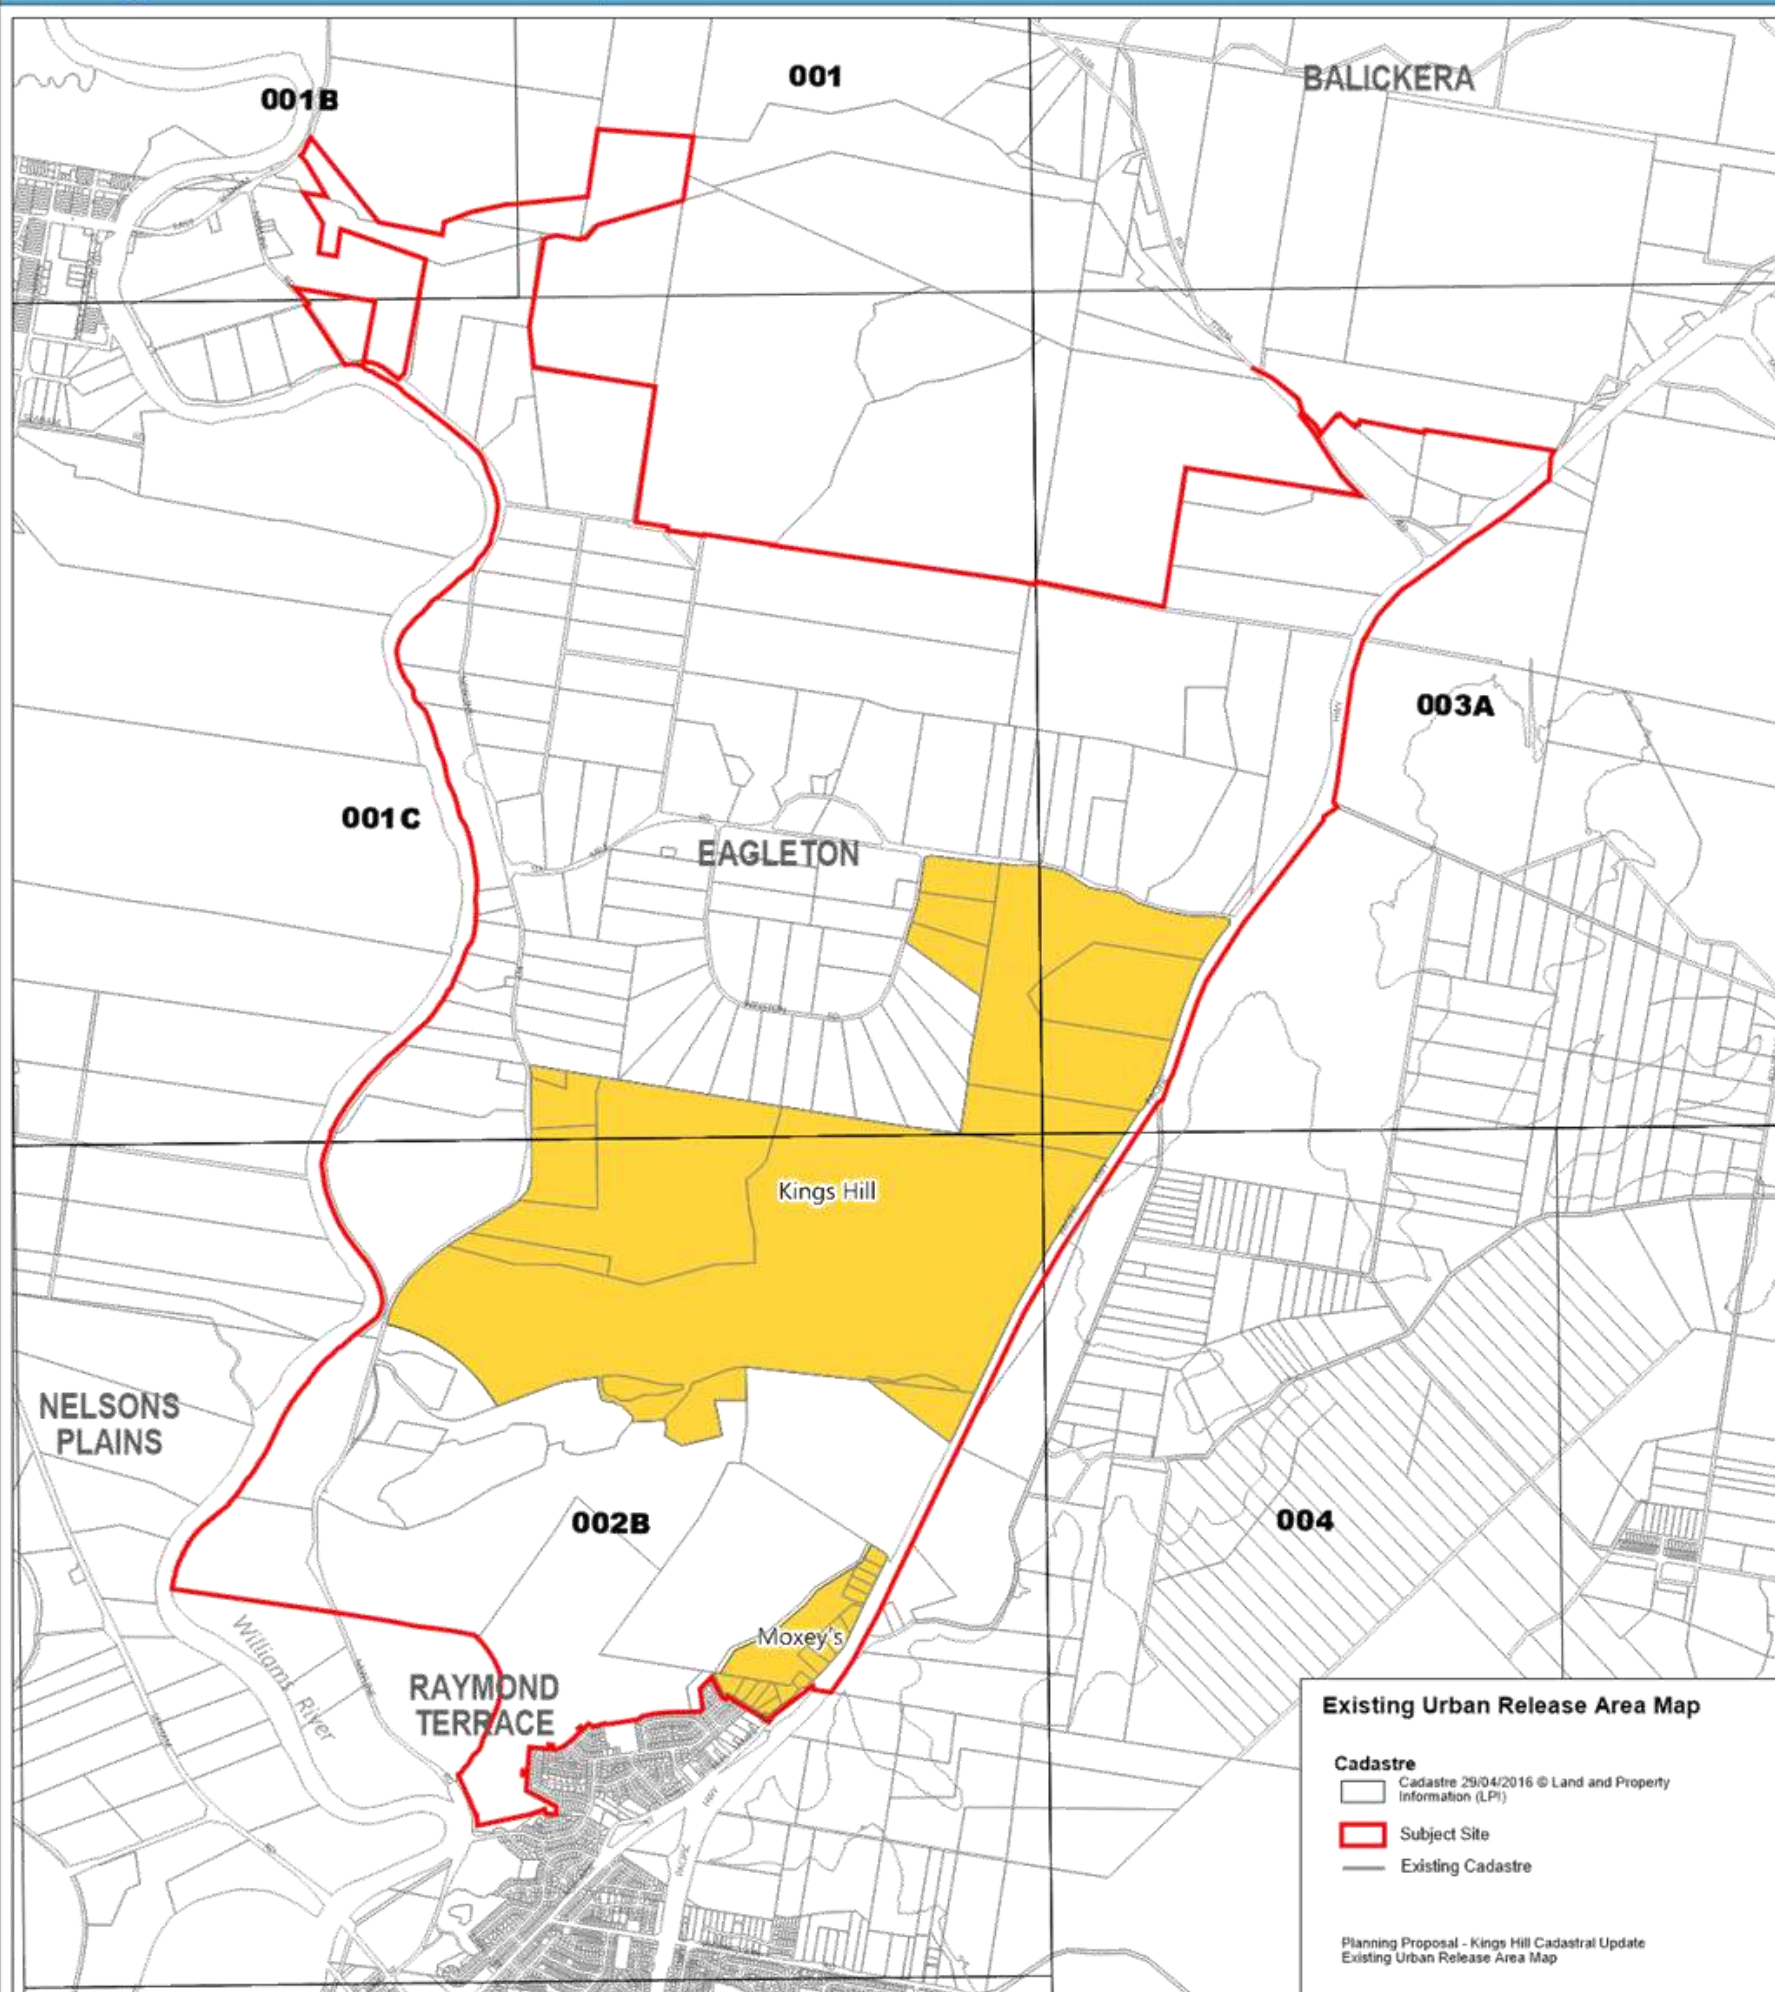 001
BALICKERA
001B
003A
001C
EAGLETON
Kings Hill
NELSONS
PLAINS
002B
004
Moxey's
Williams River
RAYMOND
TERRACE
HWY
HWY
Existing Urban Release Area Map
Cadastre
Cadastre 29/04/2016 © Land and Property
Information (LPI)
Subject Site
Existing Cadastre
Planning Proposal - Kings Hill Cadastral Update
Existing Urban Release Area Map